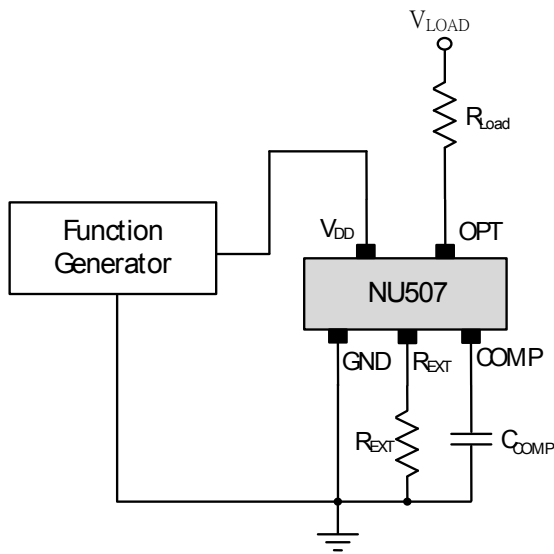 VLOAD
RLoad
Function
Generator
VDD
OPT
NU507
GND
REXT
COMP
REXT
CCOMP